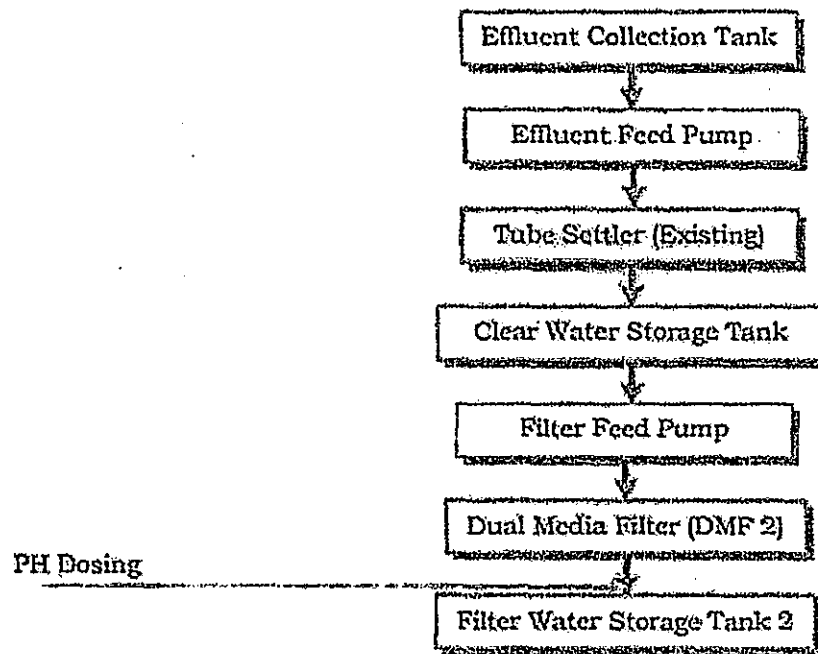 Effluent Collection Tank
Effluent Feed Pump
Tube Settler (Existing)
Clear Water Storage Tank
Filter Feed Pump
Dual Media Filter (DMF 2)
PH Dosing
Filter Water Storage Tank 2